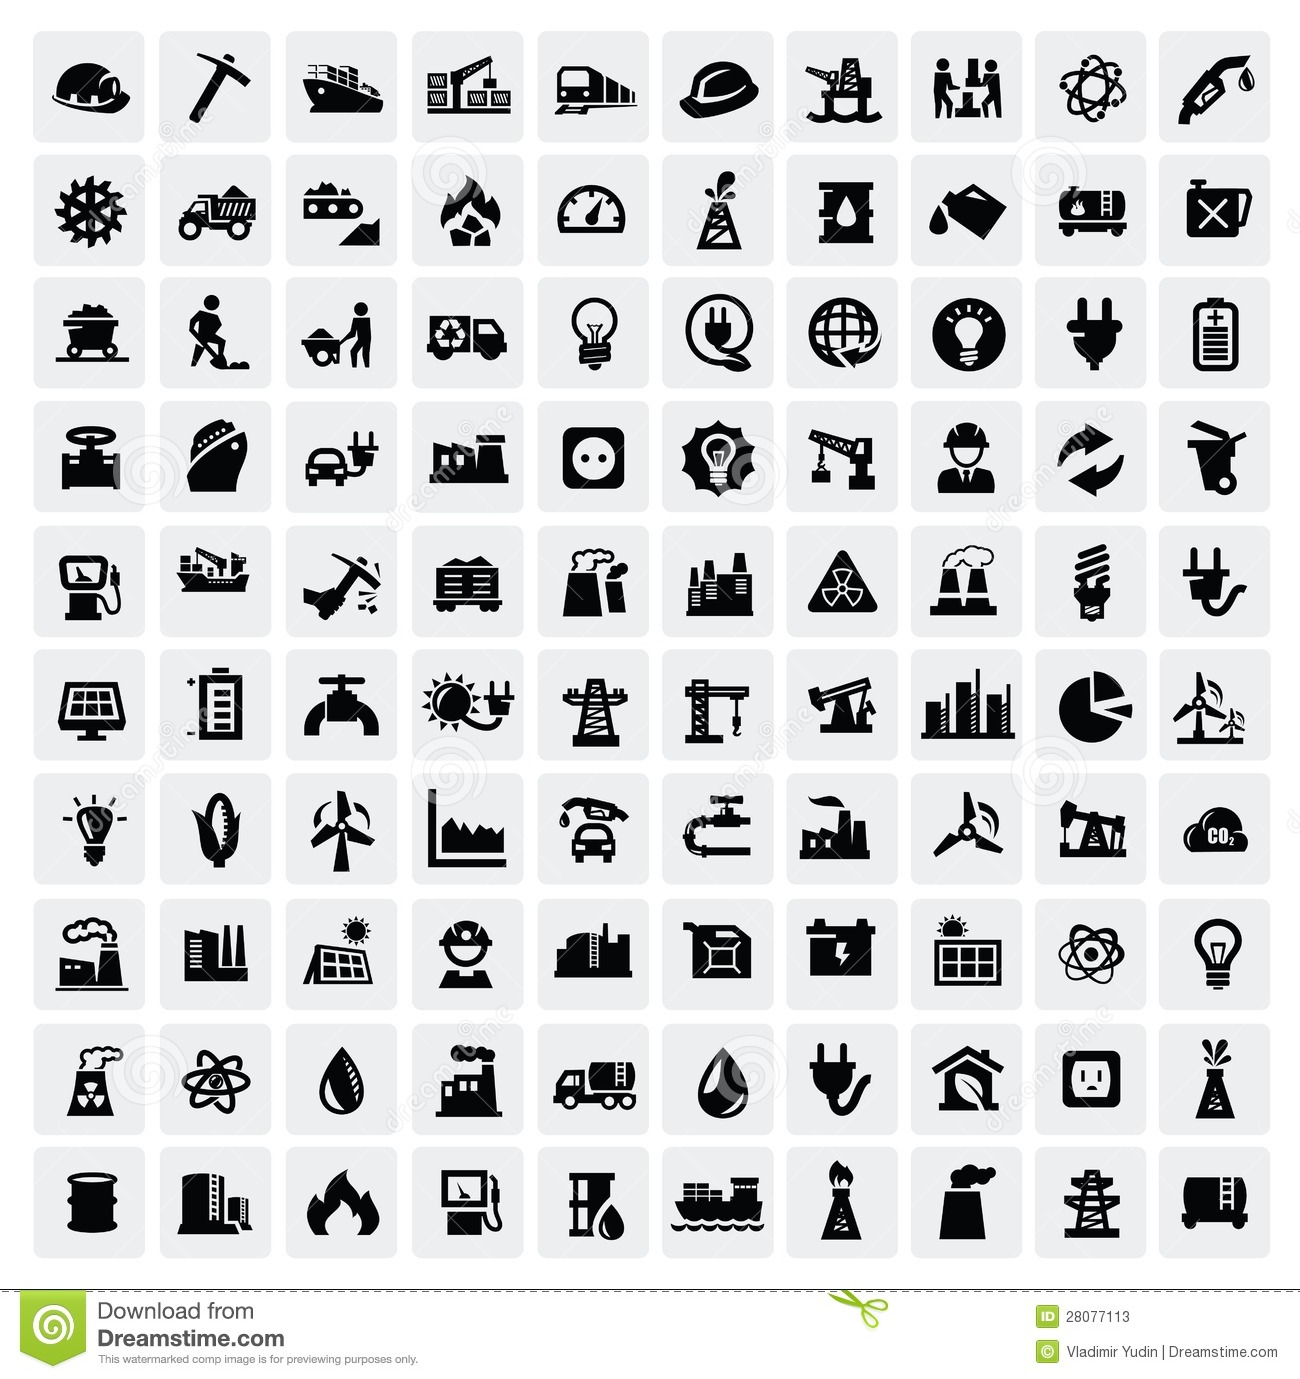 CO2
Download from
Dreamstime.com
This watermarked comp image is for previewing purposes only.
ID 28077113
© Vladimir Yudin | Dreamstime.com